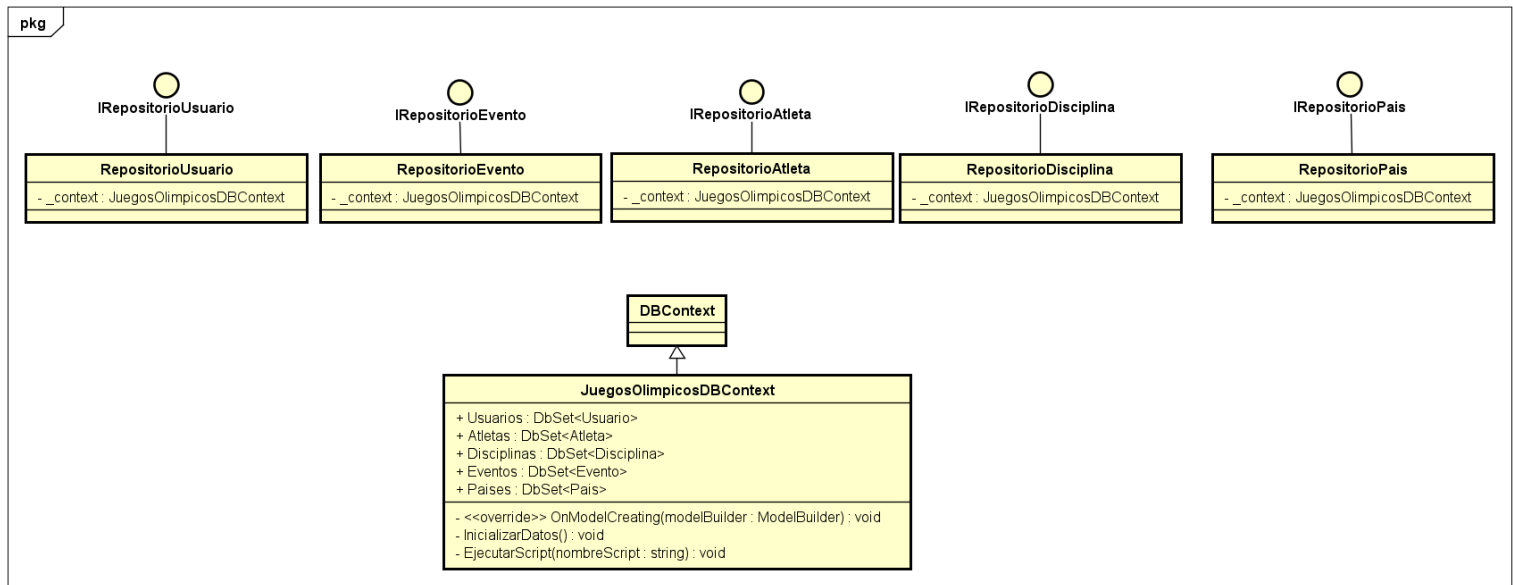 pkg
IRepositorioUsuario
IRepositorioEvento
IRepositorioAtleta
IRepositorioDisciplina
IRepositorioPais
RepositorioUsuario
- _context : JuegosOlimpicosDBContext
RepositorioEvento
- _context : JuegosOlimpicosDBContext
RepositorioAtleta
- _context : JuegosOlimpicosDBContext
RepositorioDisciplina
- _context : JuegosOlimpicosDBContext
RepositorioPais
- _context : JuegosOlimpicosDBContext
DBContext
JuegosOlimpicosDBContext
+ Usuarios : DbSet<Usuario>
+ Atletas : DbSet<Atleta>
+ Disciplinas : DbSet<Disciplina>
+ Eventos : DbSet<Evento>
+ Paises : DbSet<Pais>
- <<override>> OnModelCreating(modelBuilder : ModelBuilder) : void
- InicializarDatos() : void
- EjecutarScript(nombreScript : string) : void